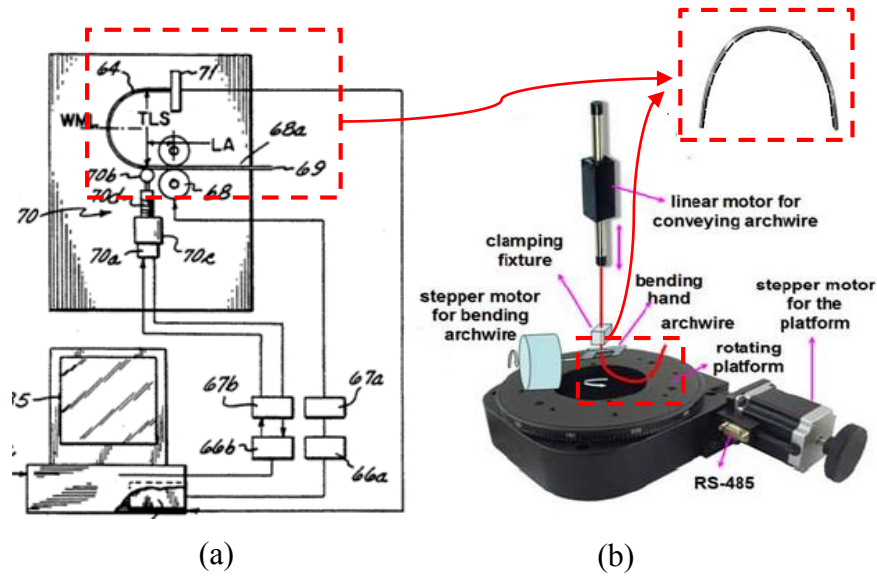 64
71
WML
TLS
68a
LA
69
70b
68
70d
70
70c
70a
67b
67a
66b
66a
linear motor for
conveying archwire
clamping
fixture
bending
hand
stepper motor
for bending
archwire
archwire
stepper motor
for the
platform
rotating
platform
RS-485
(a)
(b)